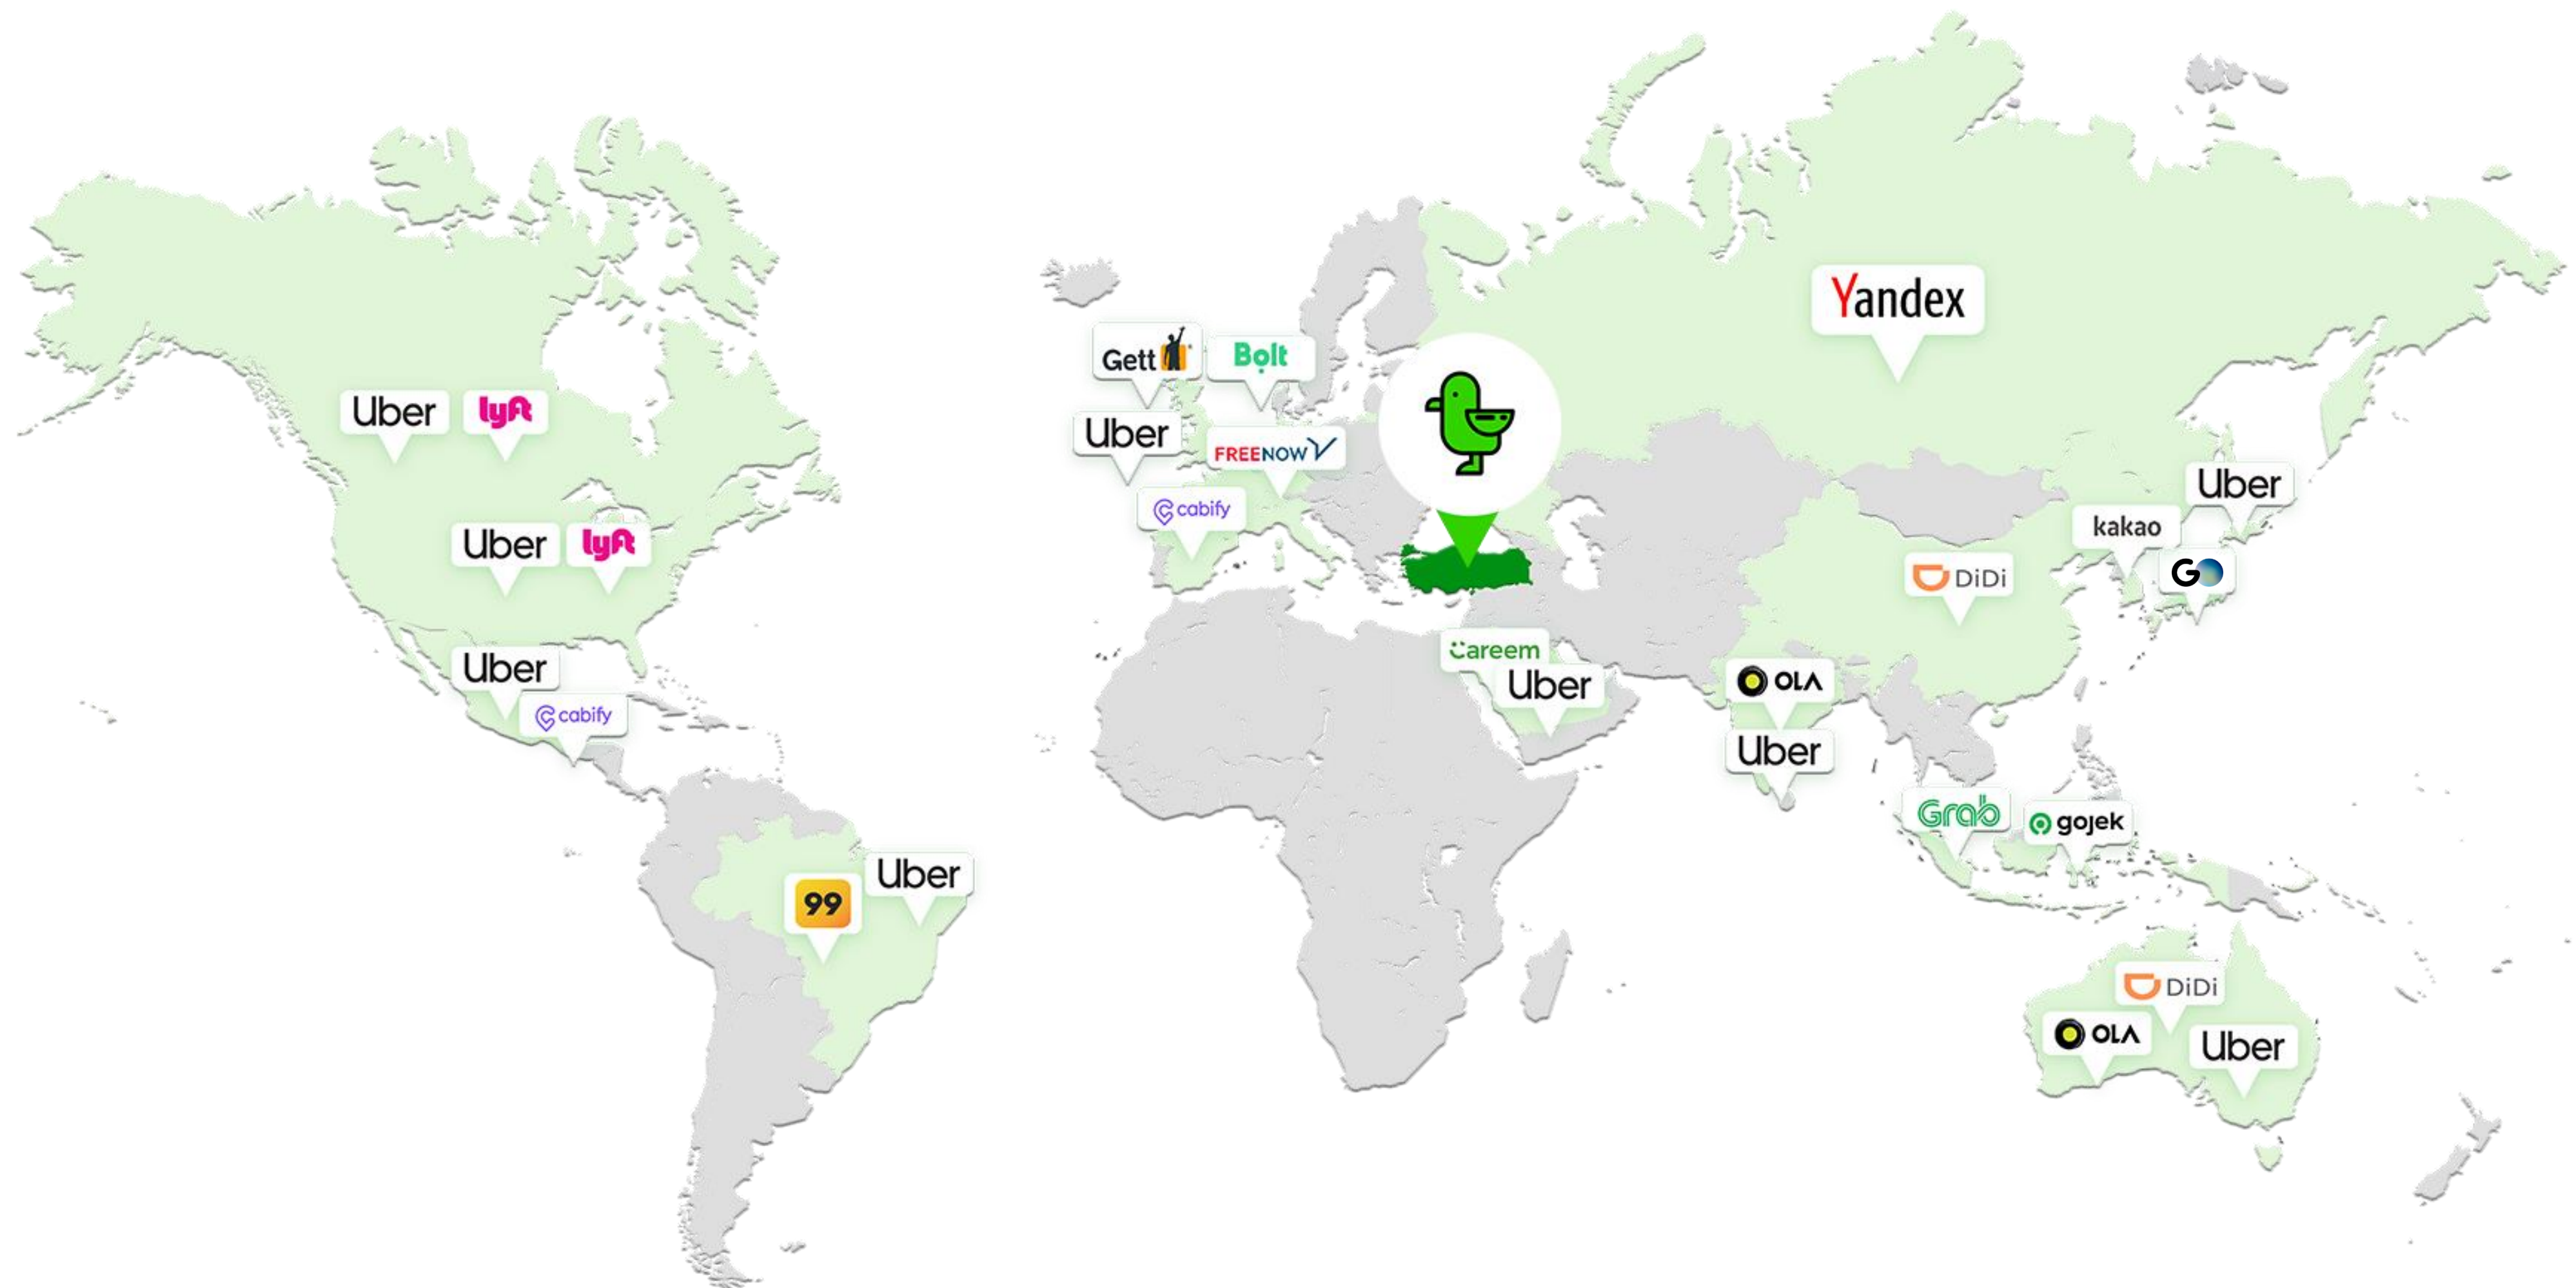 Uber
lyft
Uber
lyft
Uber
cabify
99
Uber
Gett
Bolt
Uber
FREENOW
cabify
Yandex
Careem
Uber
Uber
kakao
GO
DiDi
OLA
Uber
Grab
gojek
DiDi
OLA
Uber